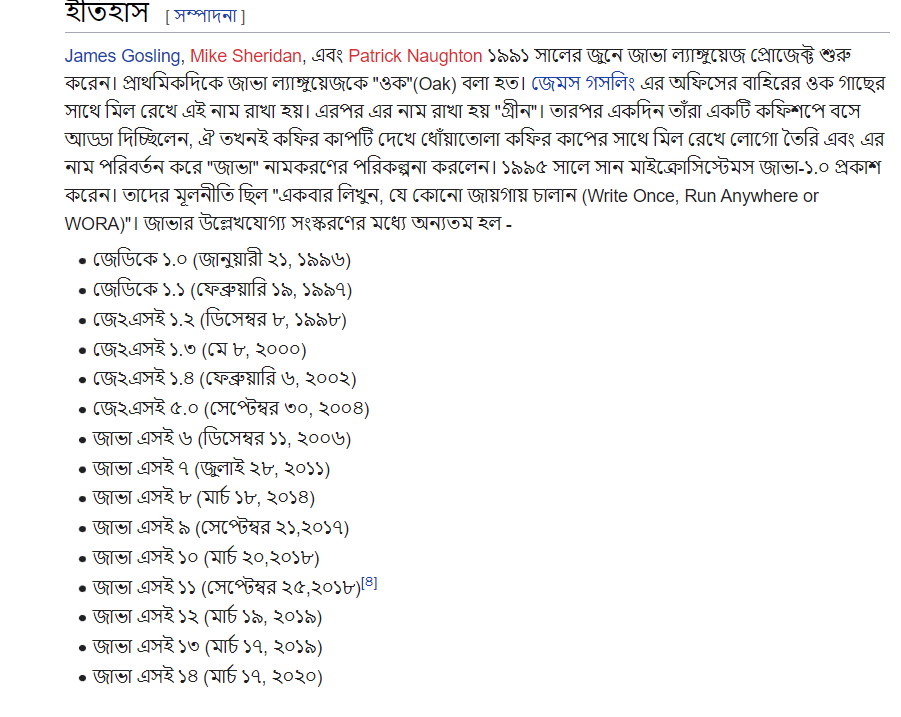 ইতিহাস [ সম্পাদনা ]
James Gosling, Mike Sheridan, এবং Patrick Naughton ১৯৯১ সালের জুনে জাভা ল্যাঙ্গুয়েজ প্রোজেক্ট শুরু
করেন। প্রাথমিকদিকে জাভা ল্যাঙ্গুয়েজকে "ওক"(Oak) বলা হত। জেমস গসলিং এর অফিসের বাহিরের ওক গাছের
সাথে মিল রেখে এই নাম রাখা হয়। এরপর এর নাম রাখা হয় "গ্রীন"। তারপর একদিন তাঁরা একটি কফিশপে বসে
আড্ডা দিচ্ছিলেন, ঐ তখনই কফির কাপটি দেখে ধোঁয়াতোলা কফির কাপের সাথে মিল রেখে লোগো তৈরি এবং এর
নাম পরিবর্তন করে "জাভা" নামকরণের পরিকল্পনা করলেন। ১৯৯৫ সালে সান মাইক্রোসিস্টেমস জাভা-১.০ প্রকাশ
করেন। তাদের মূলনীতি ছিল "একবার লিখুন, যে কোনো জায়গায় চালান (Write Once, Run Anywhere or
WORA)"। জাভার উল্লেখযোগ্য সংস্করণের মধ্যে অন্যতম হল -
• জেডিকে ১.০ (জানুয়ারী ২১, ১৯৯৬)
• জেডিকে ১.১ (ফেব্রুয়ারি ১৯, ১৯৯৭)
• জে২এসই ১.২ (ডিসেম্বর ৮, ১৯৯৮)
• জে২এসই ১.৩ (মে ৮, ২০০০)
• জে২এসই ১.৪ (ফেব্রুয়ারি ৬, ২০০২)
• জে২এসই ৫.০ (সেপ্টেম্বর ৩০, ২০০৪)
• জাভা এসই ৬ (ডিসেম্বর ১১, ২০০৬)
• জাভা এসই ৭ (জুলাই ২৮, ২০১১)
• জাভা এসই ৮ (মার্চ ১৮, ২০১৪)
• জাভা এসই ৯ (সেপ্টেম্বর ২১,২০১৭)
• জাভা এসই ১০ (মার্চ ২০,২০১৮)
• জাভা এসই ১১ (সেপ্টেম্বর ২৫,২০১৮)[৪]
• জাভা এসই ১২ (মার্চ ১৯, ২০১৯)
• জাভা এসই ১৩ (মার্চ ১৭, ২০১৯)
• জাভা এসই ১৪ (মার্চ ১৭, ২০২০)